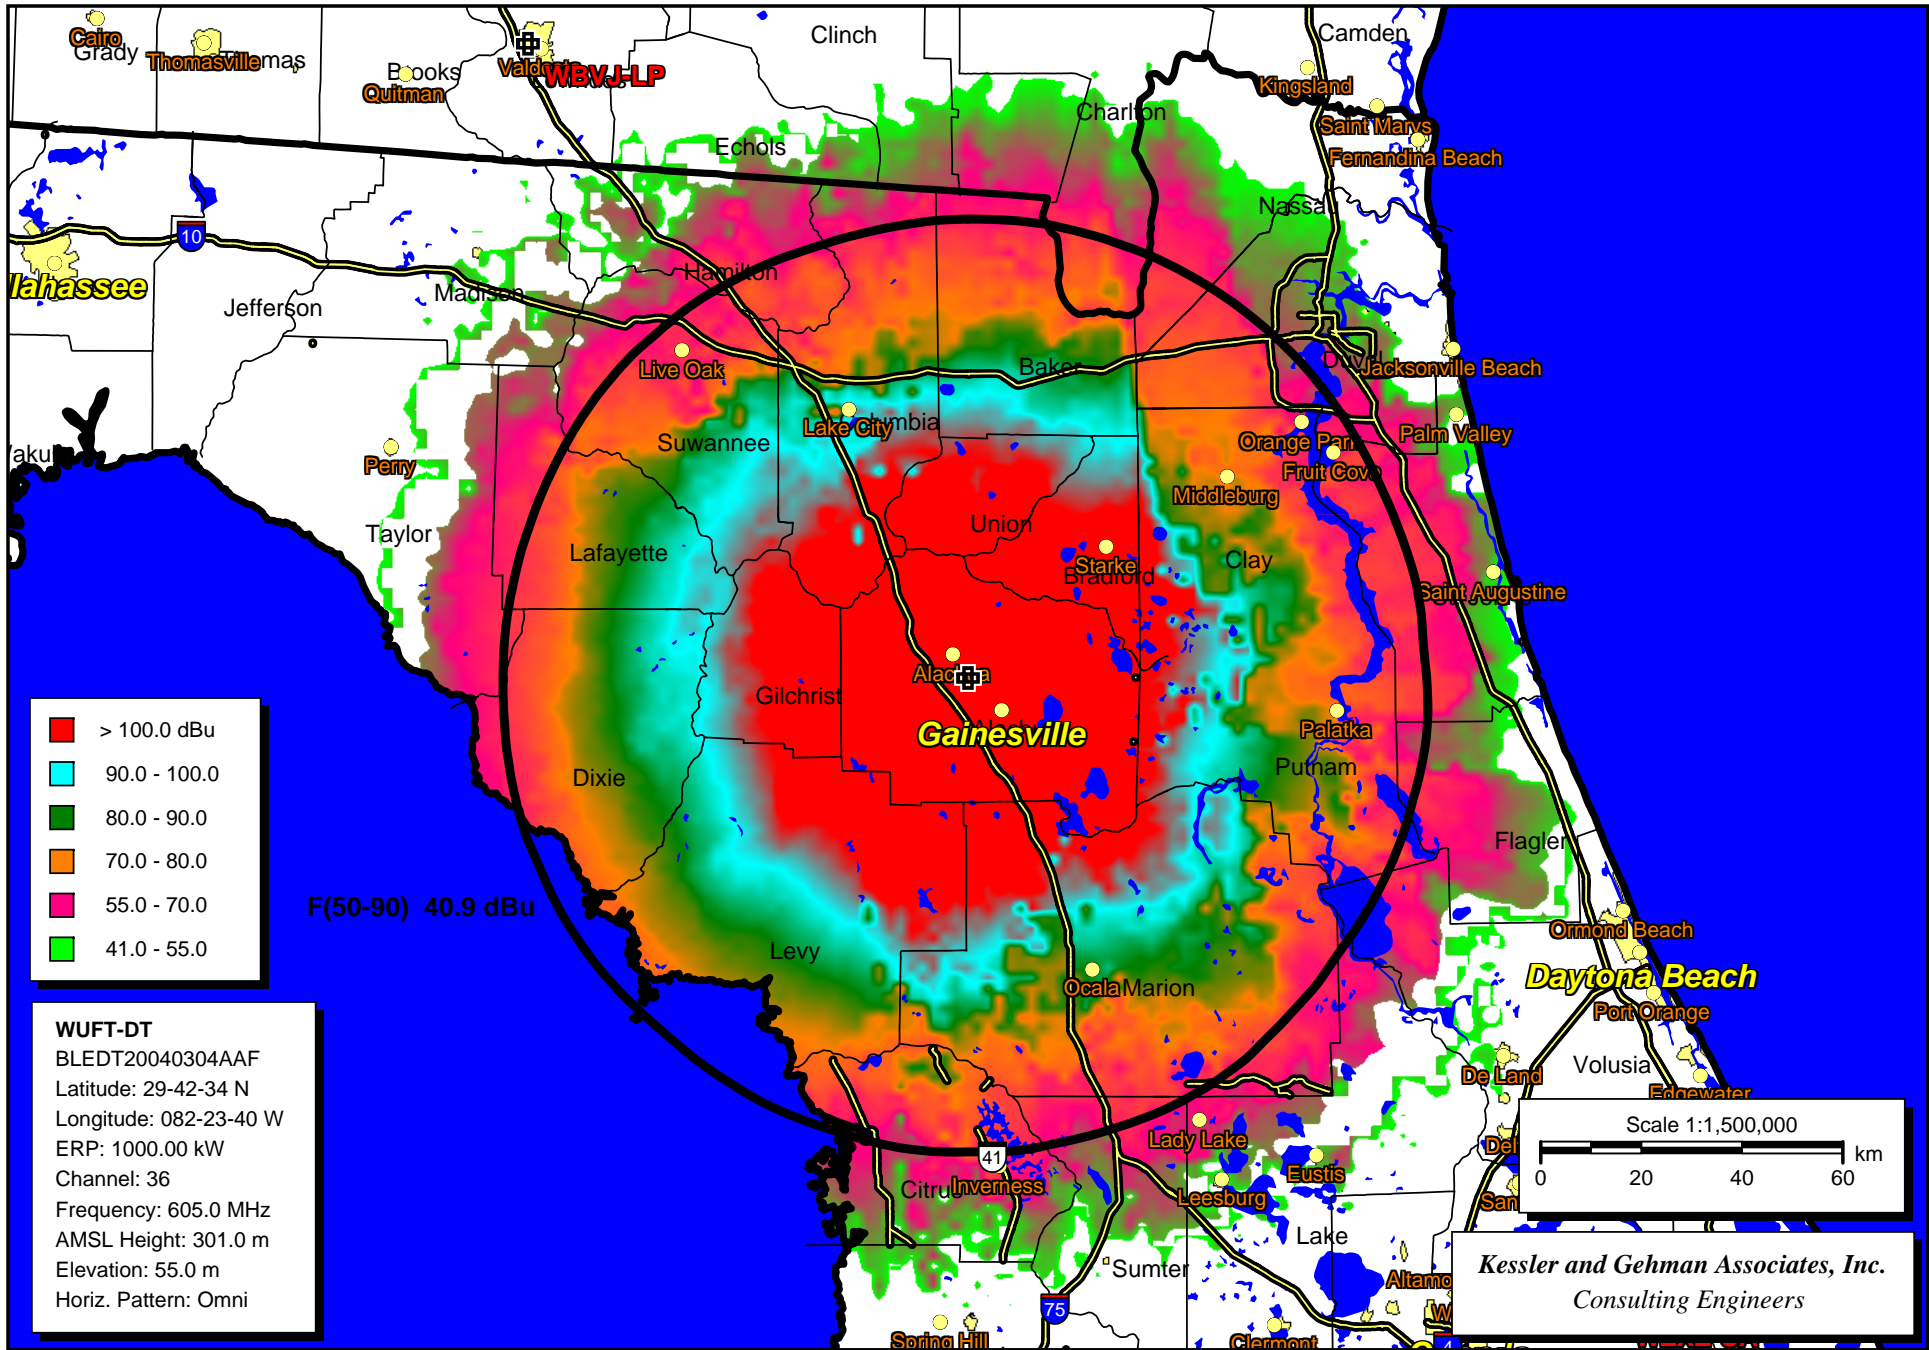 Cairo
Grady
Thomasville
mas
Brooks
Quitman
WBVJ-LP
Clinch
Camden
Kingsland
Saint Marys
Fernandina Beach
Charlton
Echols
Nassau
10
llahassee
Jefferson
Madison
Hamilton
Live Oak
Baker
Jacksonville Beach
Lake City
umbia
Suwannee
Orange Park
Palm Valley
Fruit Cove
Middleburg
Perry
Taylor
Lafayette
Union
Starke
Bradford
Clay
Saint Augustine
Gilchrist
Gainesville
Palatka
Putnam
Dixie
Flagler
Levy
Ocala
Marion
Ormond Beach
Daytona Beach
Port Orange
Volusia
De Land
Edgewater
Lady Lake
41
Inverness
Citrus
Leesburg
Eustis
Lake
Sumter
75
Spring Hill
Clermont
Altamo
4
> 100.0 dBu
90.0 - 100.0
80.0 - 90.0
70.0 - 80.0
55.0 - 70.0
41.0 - 55.0
F(50-90) 40.9 dBu
WUFT-DT
BLEDT20040304AAF
Latitude: 29-42-34 N
Longitude: 082-23-40 W
ERP: 1000.00 kW
Channel: 36
Frequency: 605.0 MHz
AMSL Height: 301.0 m
Elevation: 55.0 m
Horiz. Pattern: Omni
Scale 1:1,500,000
km
0 20 40 60
Kessler and Gehman Associates, Inc.
Consulting Engineers